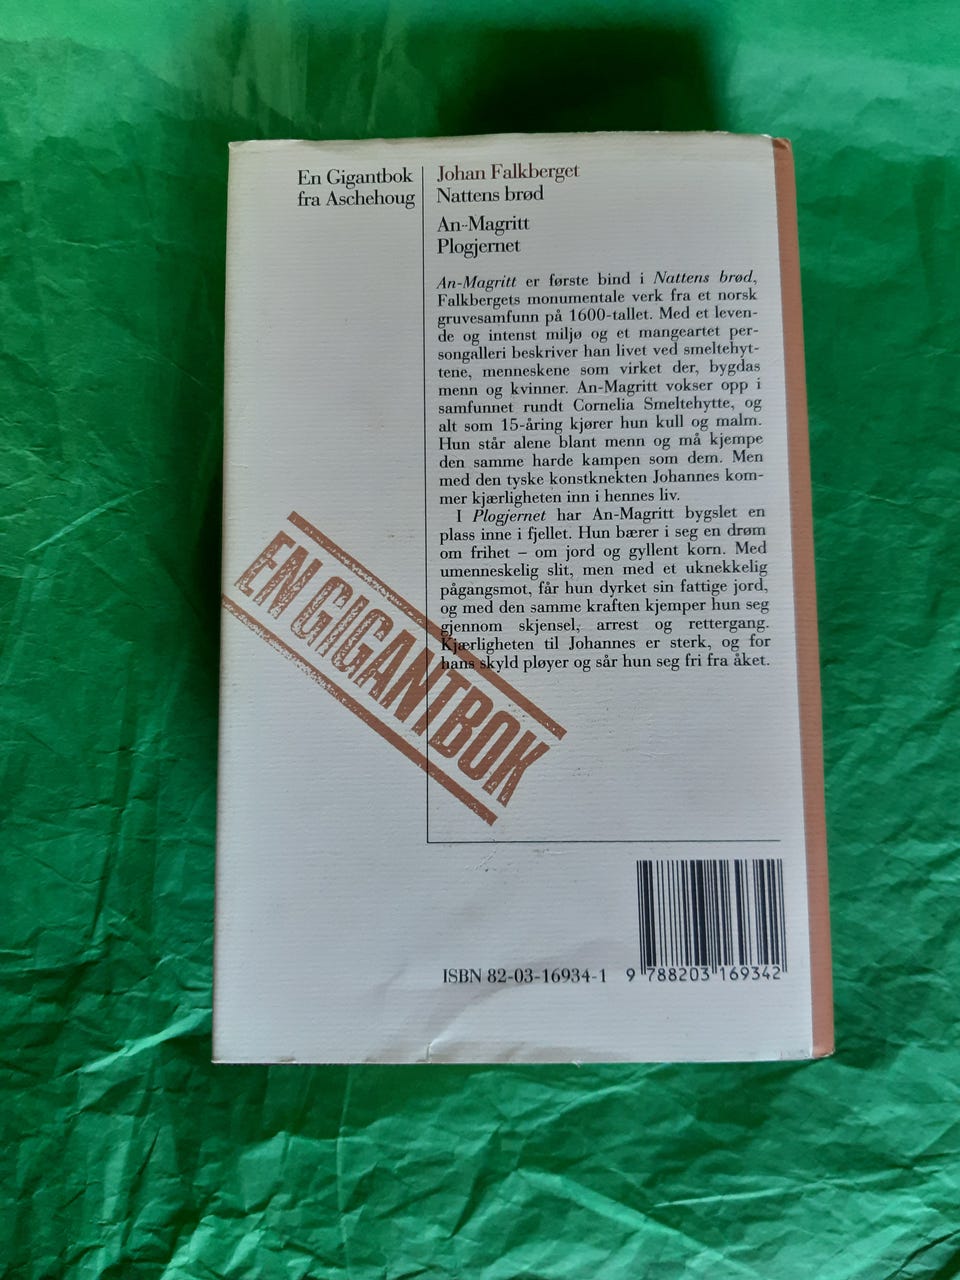 En Gigantbok
fra Aschehoug
Johan Falkberget
Nattens brød
An-Magritt
Plogjernet
An-Magritt er første bind i Nattens brød,
Falkbergets monumentale verk fra et norsk
gruvesamfunn på 1600-tallet. Med et leven-
de og intenst miljø og et mangeartet per-
songalleri beskriver han livet ved smeltehyt-
tene, menneskene som virket der, bygdas
menn og kvinner. An-Magritt vokser opp i
samfunnet rundt Cornelia Smeltehytte, og
alt som 15-åring kjører hun kull og malm.
Hun står alene blant menn og må kjempe
den samme harde kampen som dem. Men
med den tyske konstknekten Johannes kom-
mer kjærligheten inn i hennes liv.
I Plogjernet har An-Magritt bygslet en
plass inne i fjellet. Hun bærer i seg en drøm
om frihet – om jord og gyllent korn. Med
umenneskelig slit, men med et uknekkelig
pågangsmot, får hun dyrket sin fattige jord,
og med den samme kraften kjemper hun seg
gjennom skjensel, arrest og rettergang.
Kjærligheten til Johannes er sterk, og for
hans skyld pløyer og sår hun seg fri fra åket.
EN GIGANTBOK
ISBN 82-03-16934-1
9 788203 169342